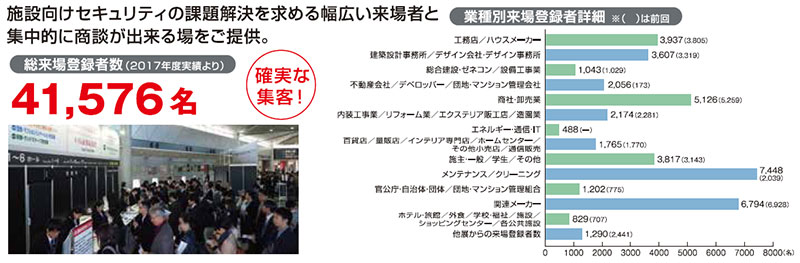 施設向けセキュリティの課題解決を求める幅広い来場者と
集中的に商談が出来る場をご提供。
総来場登録者数(2017年度実績より)
41,576名
確実な
集客!
1~6ホール
業種別来場登録者詳細 ※( )は前回
工務店/ハウスメーカー 3,937(3.805)
建築設計事務所/デザイン会社・デザイン事務所 3,607(3,319)
総合建設・ゼネコン/設備工事業 1,043(1,029)
不動産会社/デベロッパー/団地・マンション管理会社 2,056(173)
商社・卸売業 5,126(5,259)
内装工事業/リフォーム業/エクステリア販工店/造園業 2,174(2,281)
エネルギー・通信・IT 488(ー)
百貨店/量販店/インテリア専門店/ホームセンター/
その他小売店/通信販売 1,765(1,770)
施主・一般/学生/その他 3,817(3,143)
メンテナンス/クリーニング 7,448
(2,039)
官公庁・自治体・団体/団地・マンション管理組合 1,202(775)
関連メーカー 6,794(6,928)
ホテル・旅館/外食/学校・福祉/施設/
ショッピングセンター/各公共施設 829(707)
他展からの来場登録者数 1,290(2,441)
0 1000 2000 3000 4000 5000 6000 7000 8000(名)